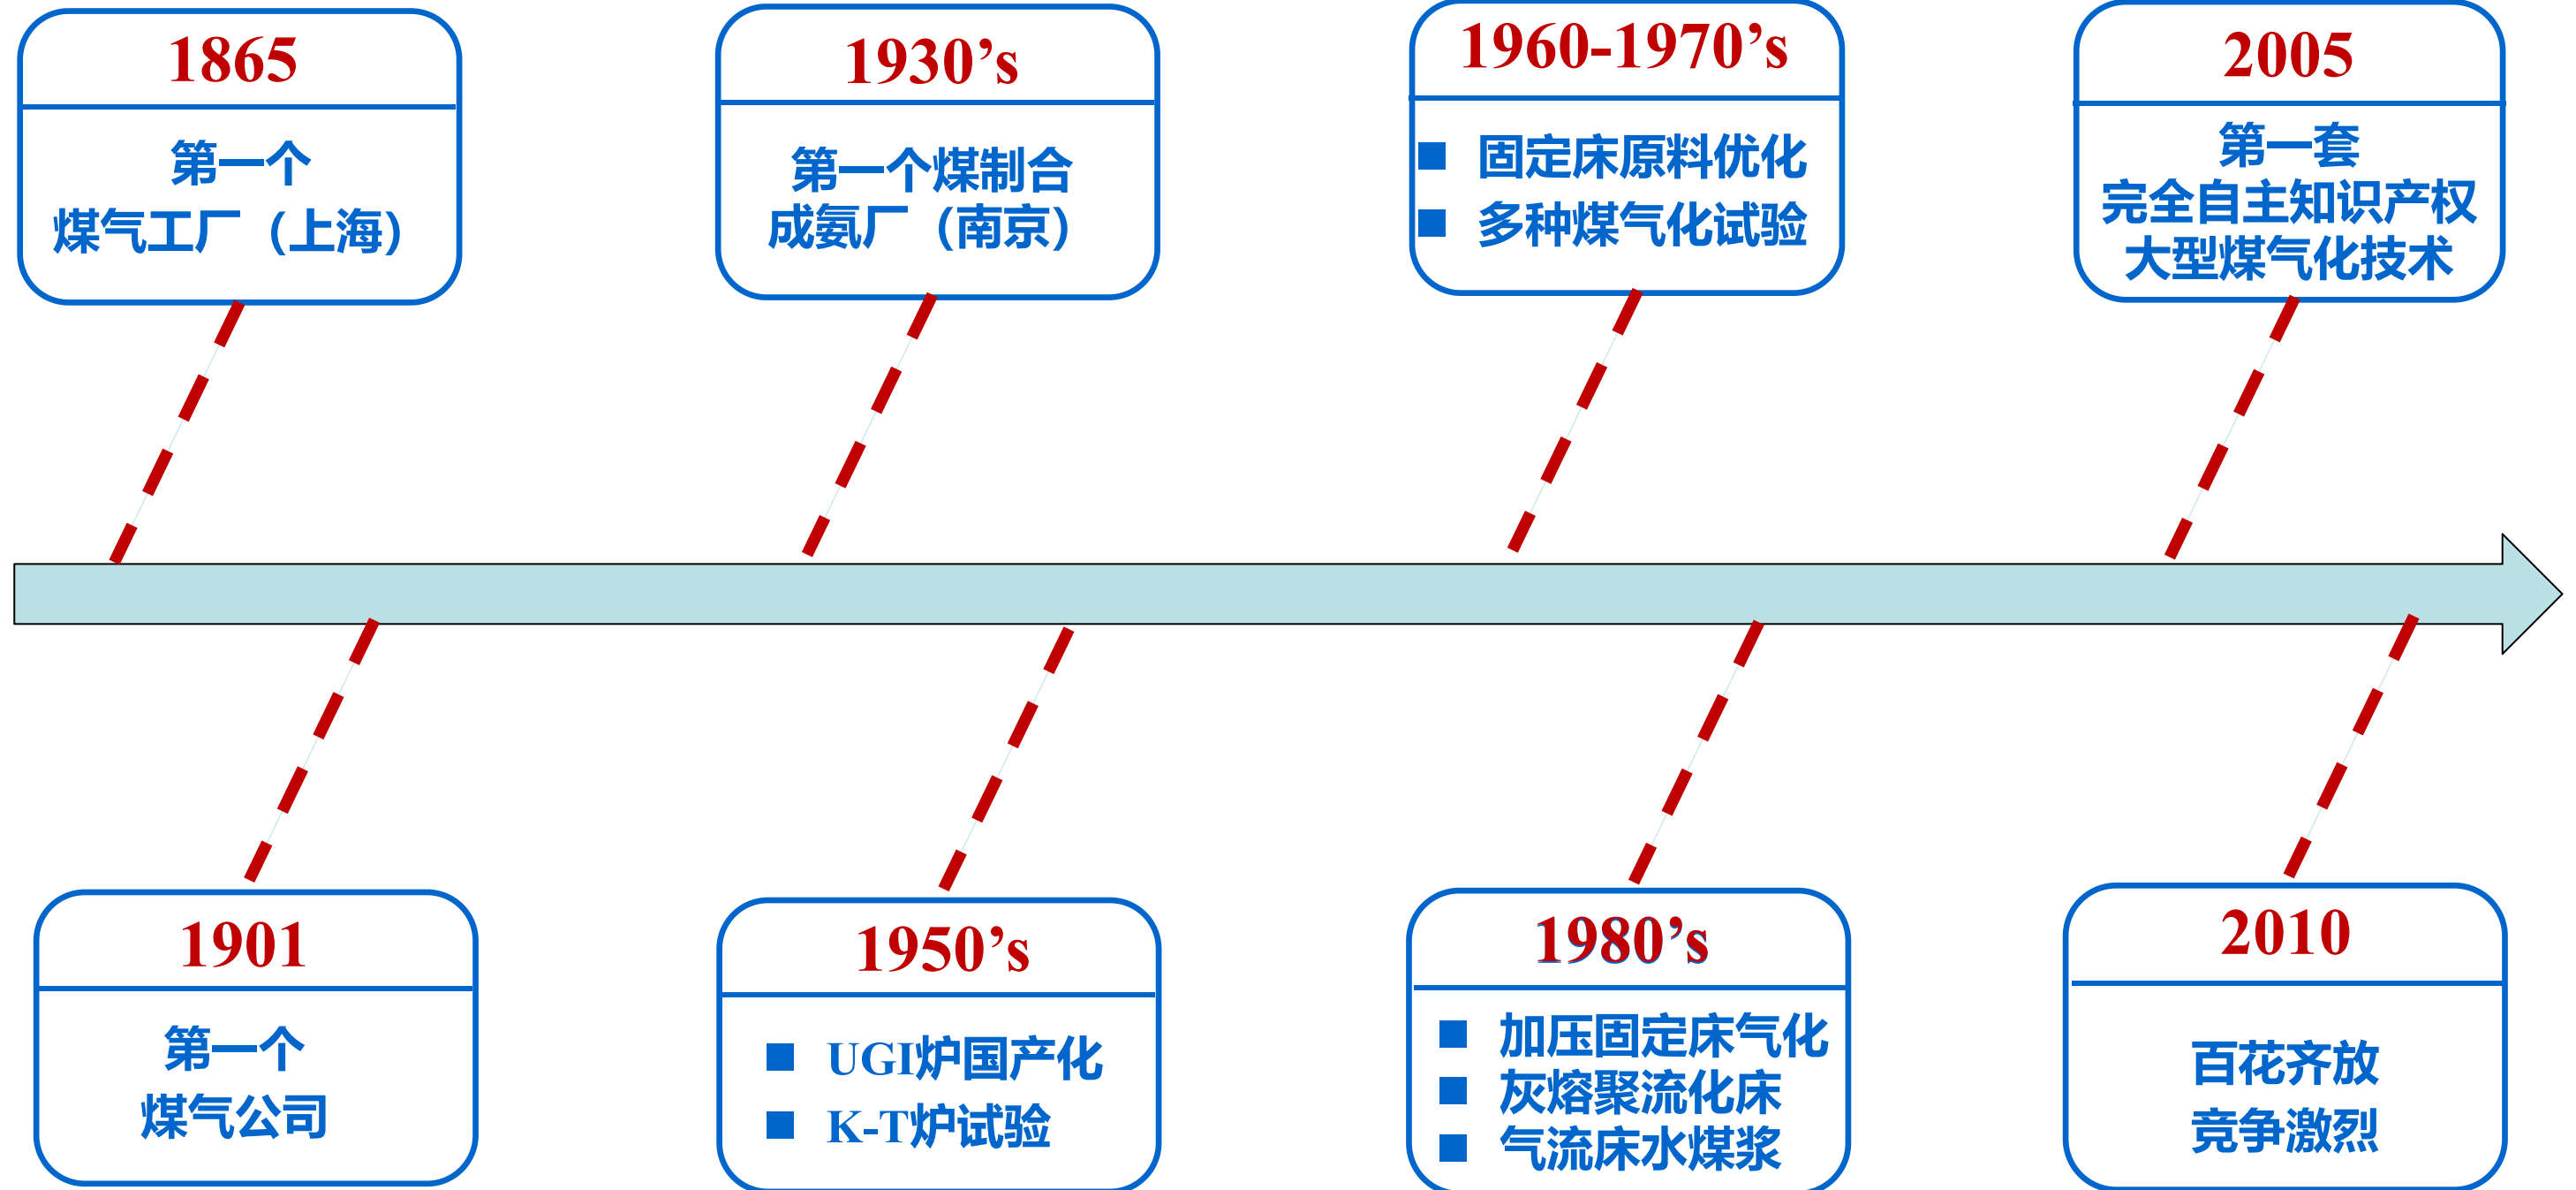 1865
第一个
煤气工厂（上海）
1930’s
第一个煤制合
成氨厂（南京）
1960-1970’s
■ 固定床原料优化
■ 多种煤气化试验
2005
第一套
完全自主知识产权
大型煤气化技术
1901
第一个
煤气公司
1950’s
■ UGI炉国产化
■ K-T炉试验
1980’s
■ 加压固定床气化
■ 灰熔聚流化床
■ 气流床水煤浆
2010
百花齐放
竞争激烈